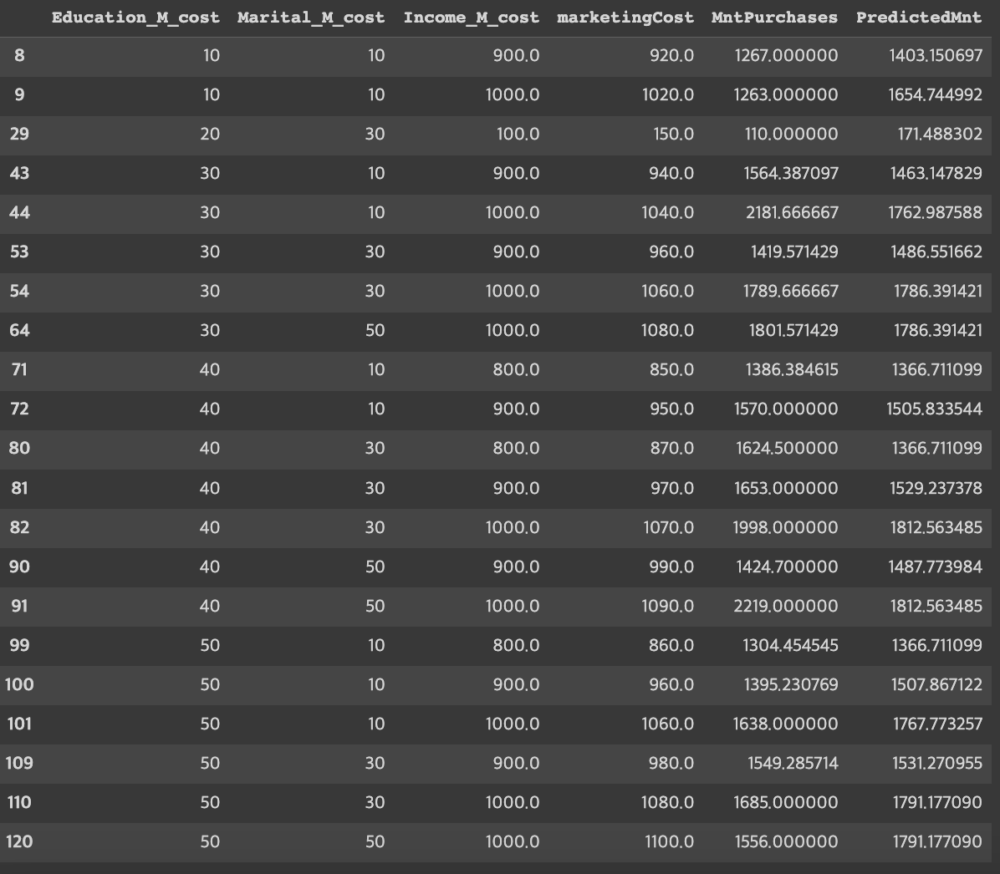 Education_M_cost Marital_M_cost Income_M_cost marketingCost MntPurchases PredictedMnt
8 10 10 900.0 920.0 1267.000000 1403.150697
9 10 10 1000.0 1020.0 1263.000000 1654.744992
29 20 30 100.0 150.0 110.000000 171.488302
43 30 10 900.0 940.0 1564.387097 1463.147829
44 30 10 1000.0 1040.0 2181.666667 1762.987588
53 30 30 900.0 960.0 1419.571429 1486.551662
54 30 30 1000.0 1060.0 1789.666667 1786.391421
64 30 50 1000.0 1080.0 1801.571429 1786.391421
71 40 10 800.0 850.0 1386.384615 1366.711099
72 40 10 900.0 950.0 1570.000000 1505.833544
80 40 30 800.0 870.0 1624.500000 1366.711099
81 40 30 900.0 970.0 1653.000000 1529.237378
82 40 30 1000.0 1070.0 1998.000000 1812.563485
90 40 50 900.0 990.0 1424.700000 1487.773984
91 40 50 1000.0 1090.0 2219.000000 1812.563485
99 50 10 800.0 860.0 1304.454545 1366.711099
100 50 10 900.0 960.0 1395.230769 1507.867122
101 50 10 1000.0 1060.0 1638.000000 1767.773257
109 50 30 900.0 980.0 1549.285714 1531.270955
110 50 30 1000.0 1080.0 1685.000000 1791.177090
120 50 50 1000.0 1100.0 1556.000000 1791.177090